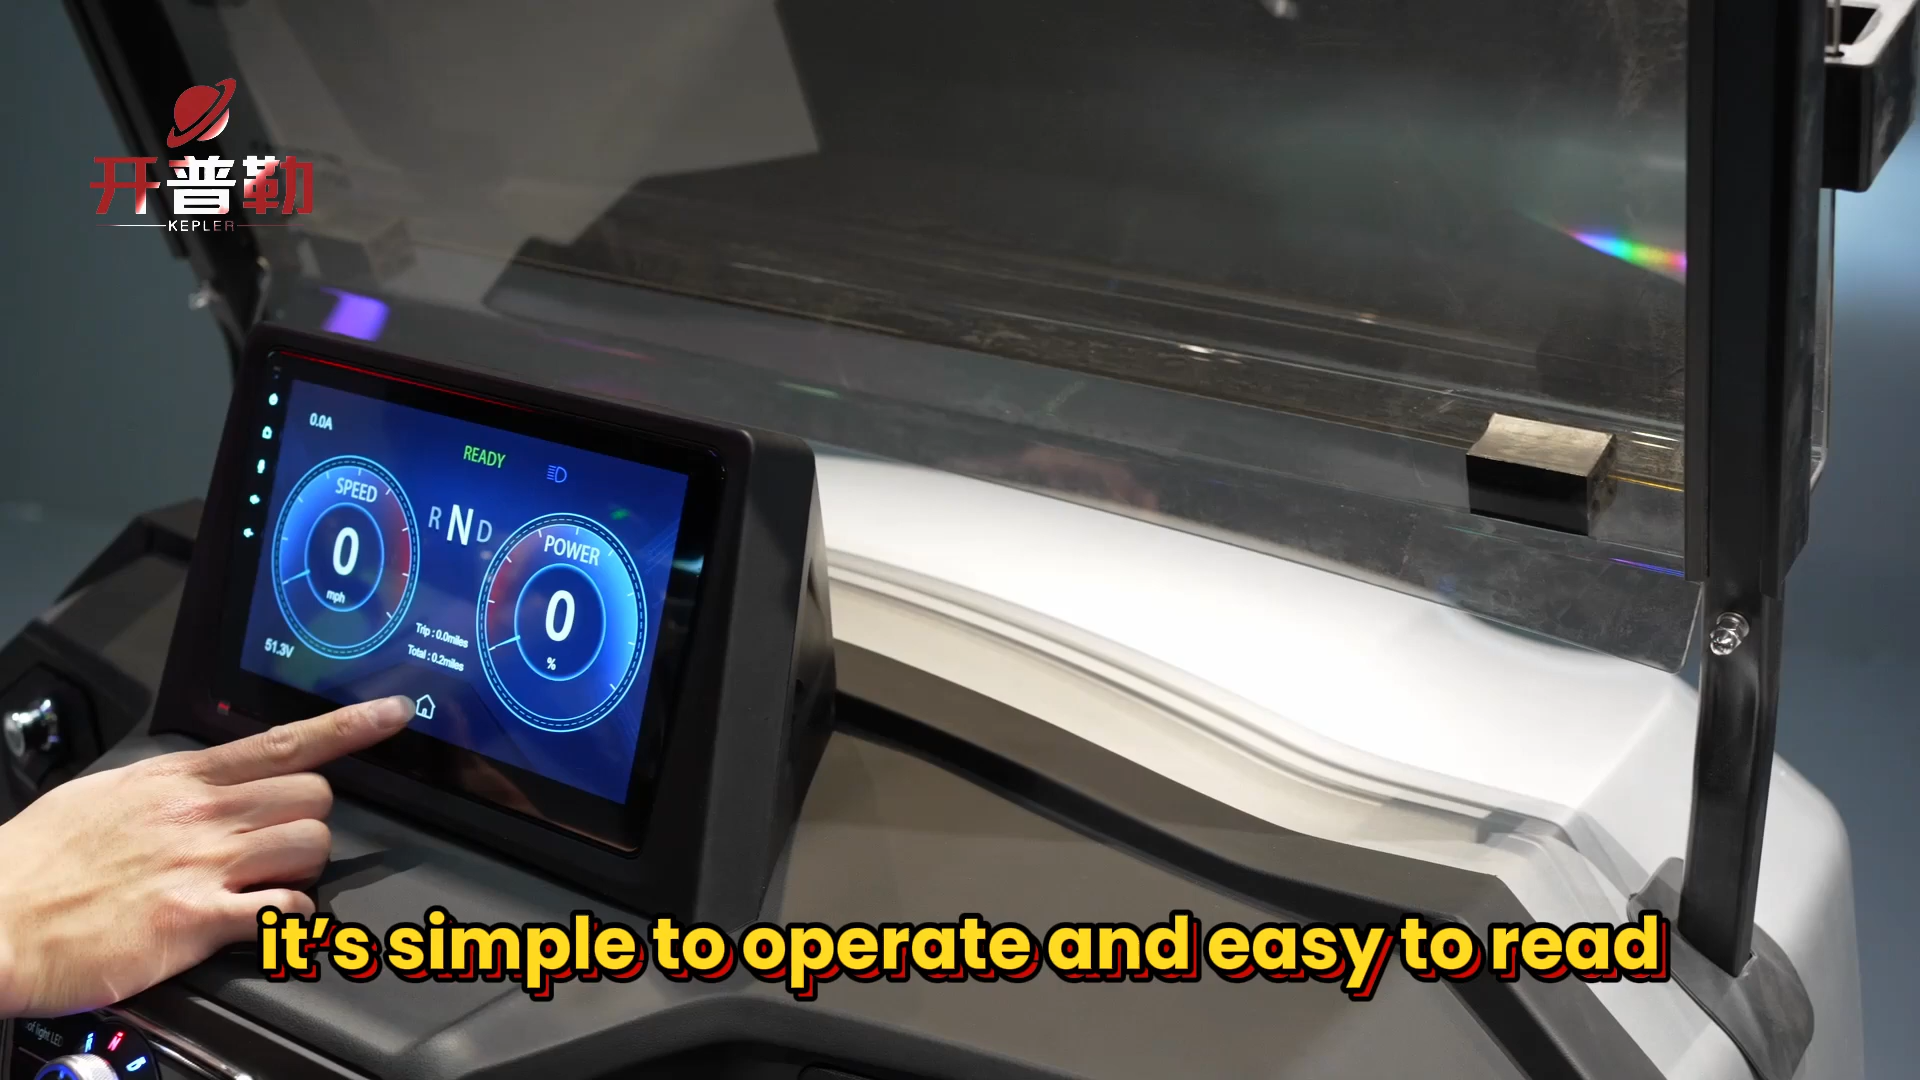 开普勒
KEPLER
0.0A
READY
SPEED
0
mph
R N D
POWER
0
%
Trip : 0.0miles
Total : 0.2miles
51.3V
it's simple to operate and easy to read